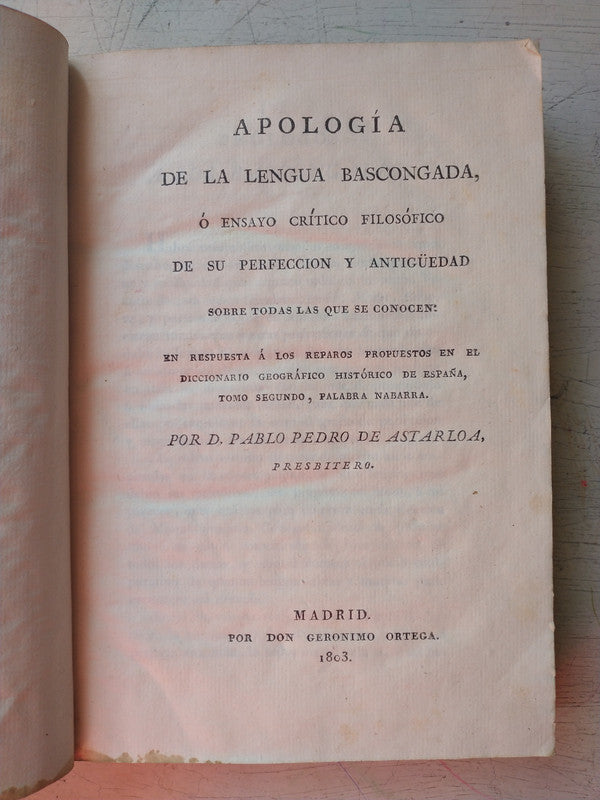 APOLOGÍA
DE LA LENGUA BASCONGADA,
Ó ENSAYO CRÍTICO FILOSÓFICO
DE SU PERFECCION Y ANTIGÜEDAD
SOBRE TODAS LAS QUE SE CONOCEN:
EN RESPUESTA Á LOS REPAROS PROPUESTOS EN EL
DICCIONARIO GEOGRÁFICO HISTÓRICO DE ESPAÑA,
TOMO SEGUNDO, PALABRA NABARRA.
POR D. PABLO PEDRO DE ASTARLOA,
PRESBITERO.
MADRID.
POR DON GERONIMO ORTEGA.
1803.